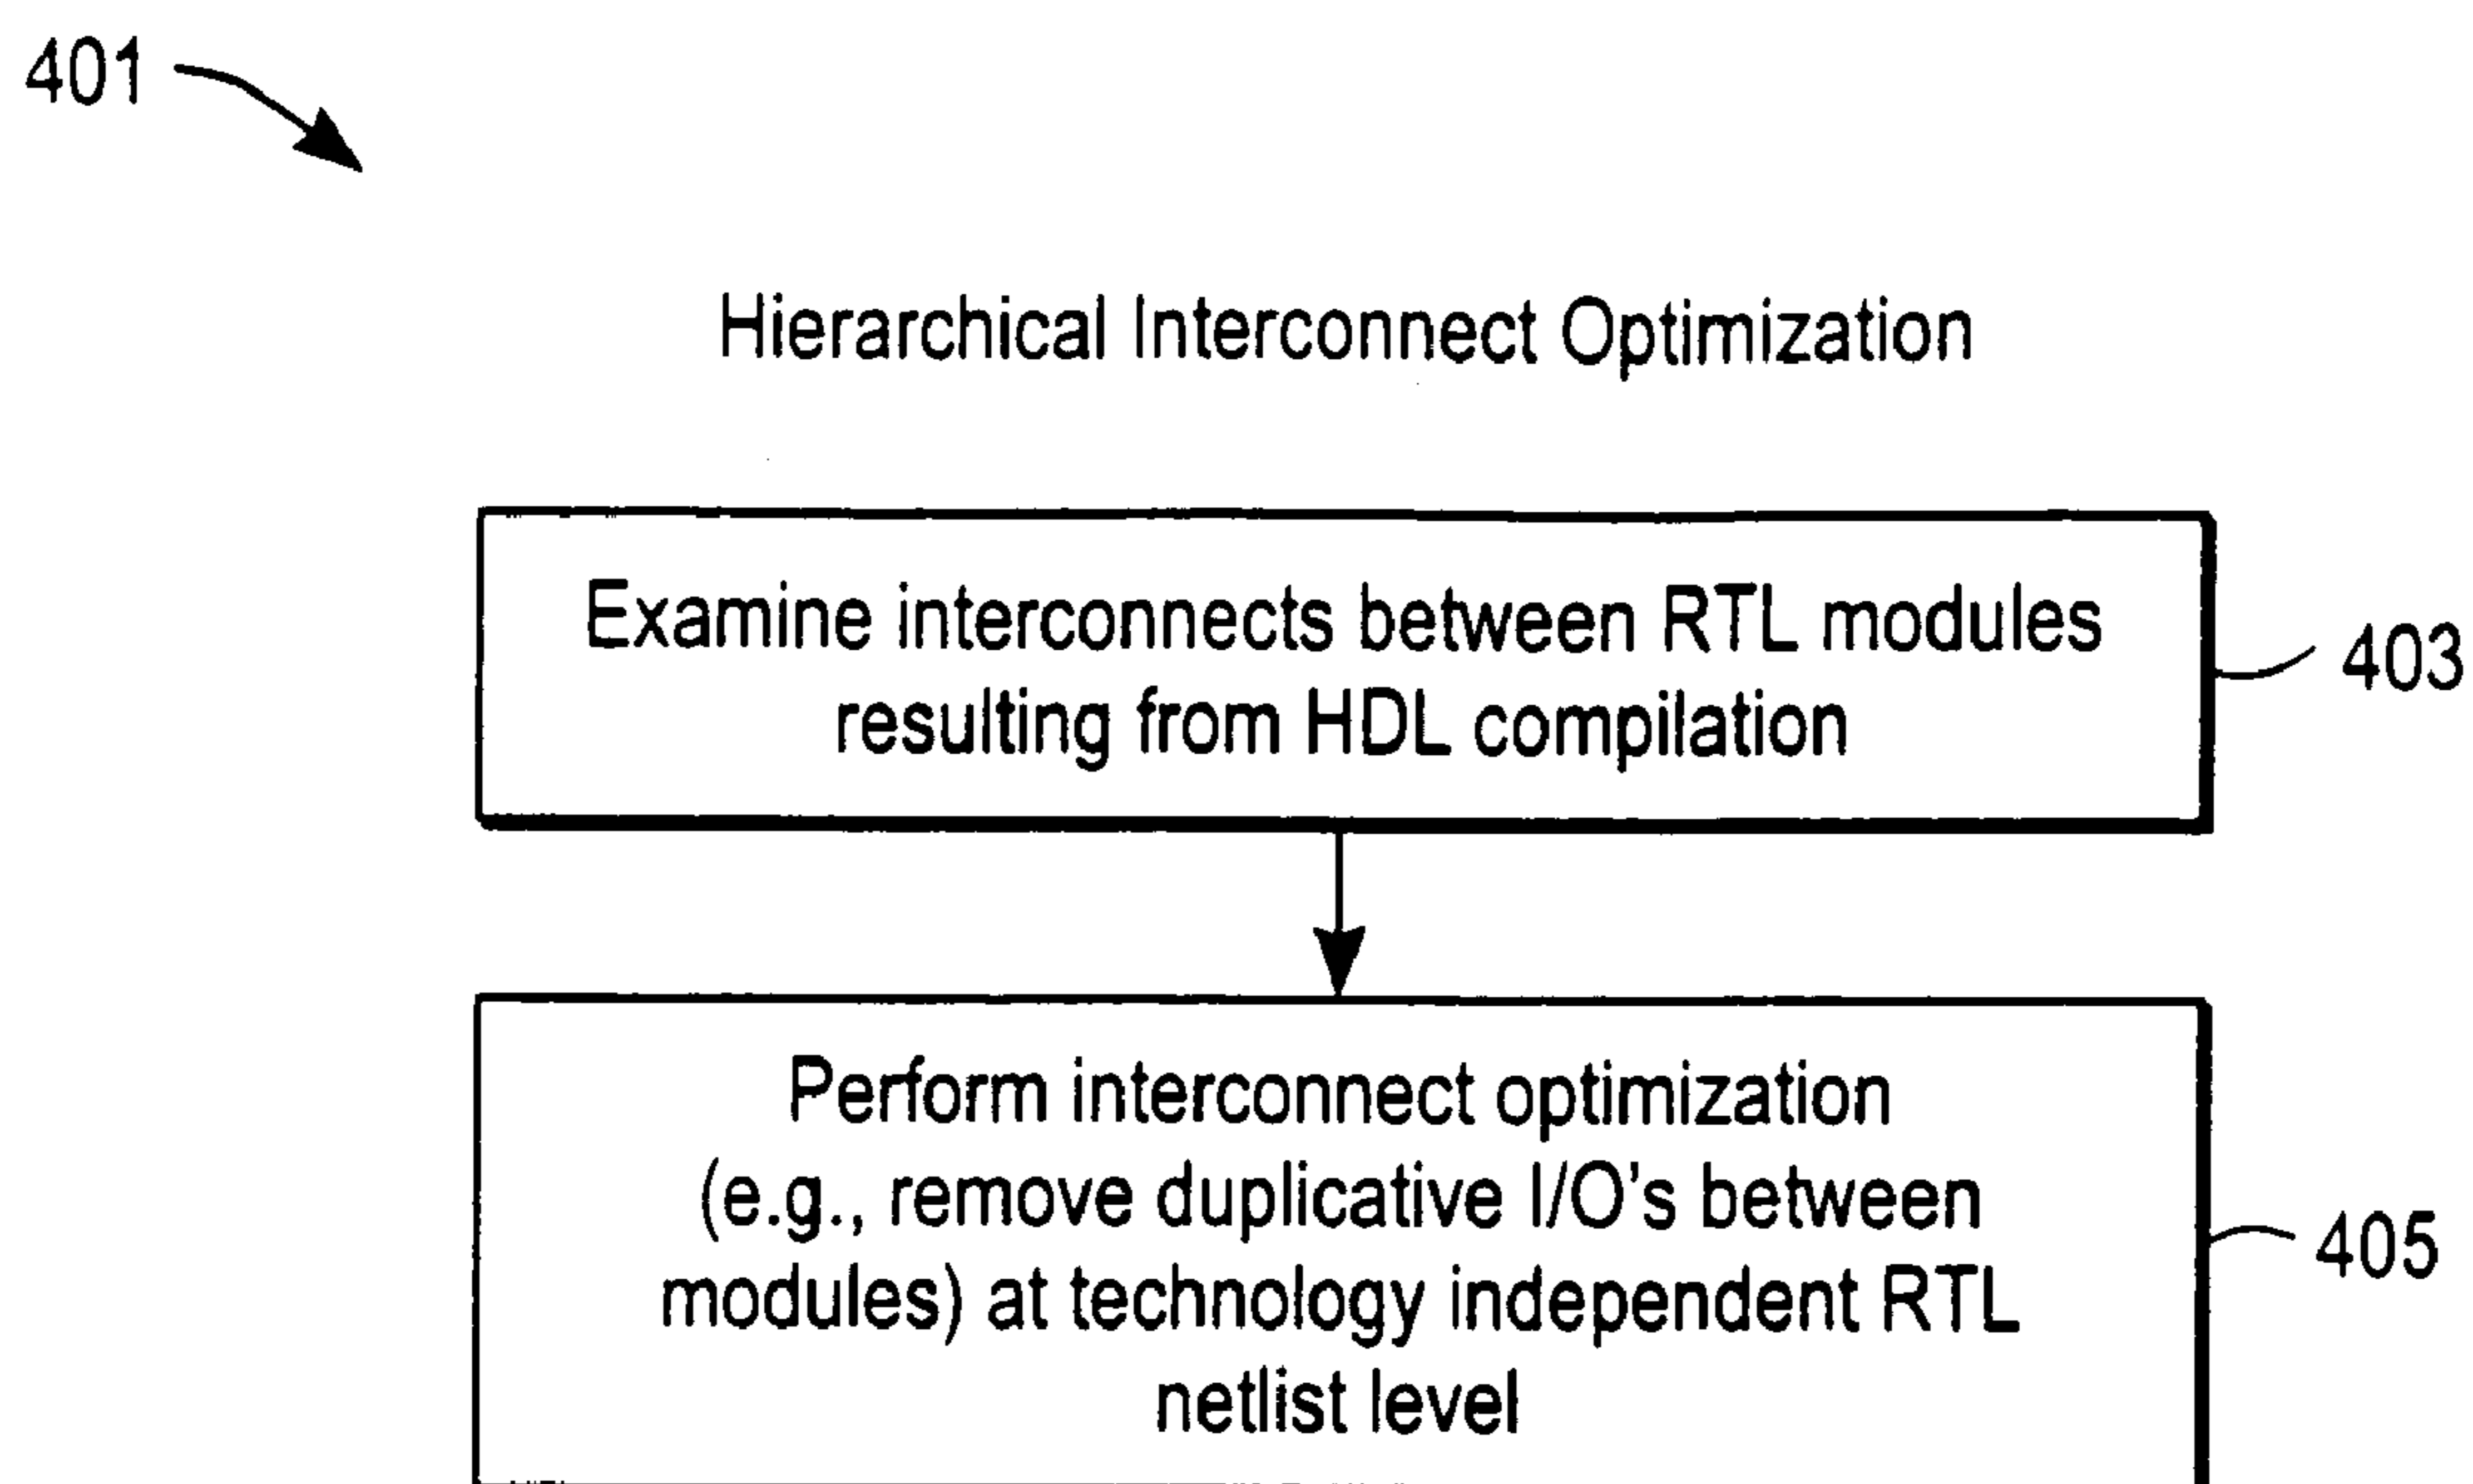 401
Hierarchical Interconnect Optimization
Examine interconnects between RTL modules
resulting from HDL compilation
403
Perform interconnect optimization
(e.g., remove duplicative I/O's between
modules) at technology independent RTL
netlist level
405